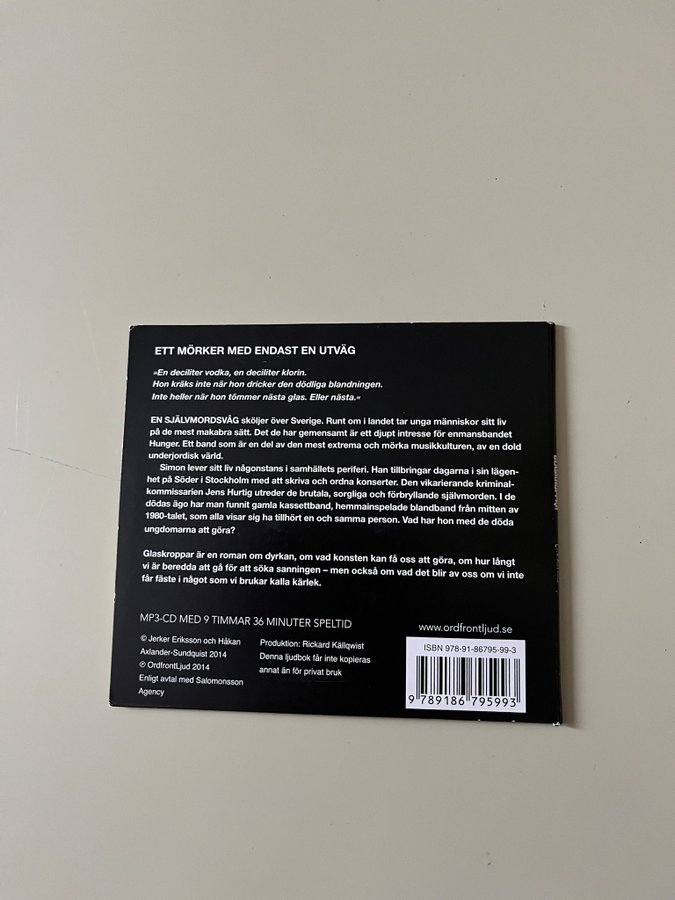 ETT MÖRKER MED ENDAST EN UTVÄG
»En deciliter vodka, en deciliter klorin.
Hon kräks inte när hon dricker den dödliga blandningen.
Inte heller när hon tömmer nästa glas. Eller nästa.«
EN SJÄLVMORDSVÅG sköljer över Sverige. Runt om i landet tar unga människor sitt liv
på de mest makabra sätt. Det de har gemensamt är ett djupt intresse för enmansbandet
Hunger. Ett band som är en del av den mest extrema och mörka musikkulturen, av en dold
underjordisk värld.
Simon lever sitt liv någonstans i samhällets periferi. Han tillbringar dagarna i sin lägen-
het på Söder i Stockholm med att skriva och ordna konserter. Den vikarierande kriminal-
kommissarien Jens Hurtig utreder de brutala, sorgliga och förbryllande självmorden. I de
dödas ägo har man funnit gamla kassettband, hemmainspelade blandband från mitten av
1980-talet, som alla visar sig ha tillhört en och samma person. Vad har hon med de döda
ungdomarna att göra?
Glaskroppar är en roman om dyrkan, om vad konsten kan få oss att göra, om hur långt
vi är beredda att gå för att söka sanningen – men också om vad det blir av oss om vi inte
får fäste i något som vi brukar kalla kärlek.
MP3-CD MED 9 TIMMAR 36 MINUTER SPELTID
www.ordfrontljud.se
© Jerker Eriksson och Håkan
Axlander-Sundquist 2014
℗ OrdfrontLjud 2014
Enligt avtal med Salomonsson
Agency
Produktion: Rickard Källqwist
Denna ljudbok får inte kopieras
annat än för privat bruk
ISBN 978-91-86795-99-3
9 789186 795993